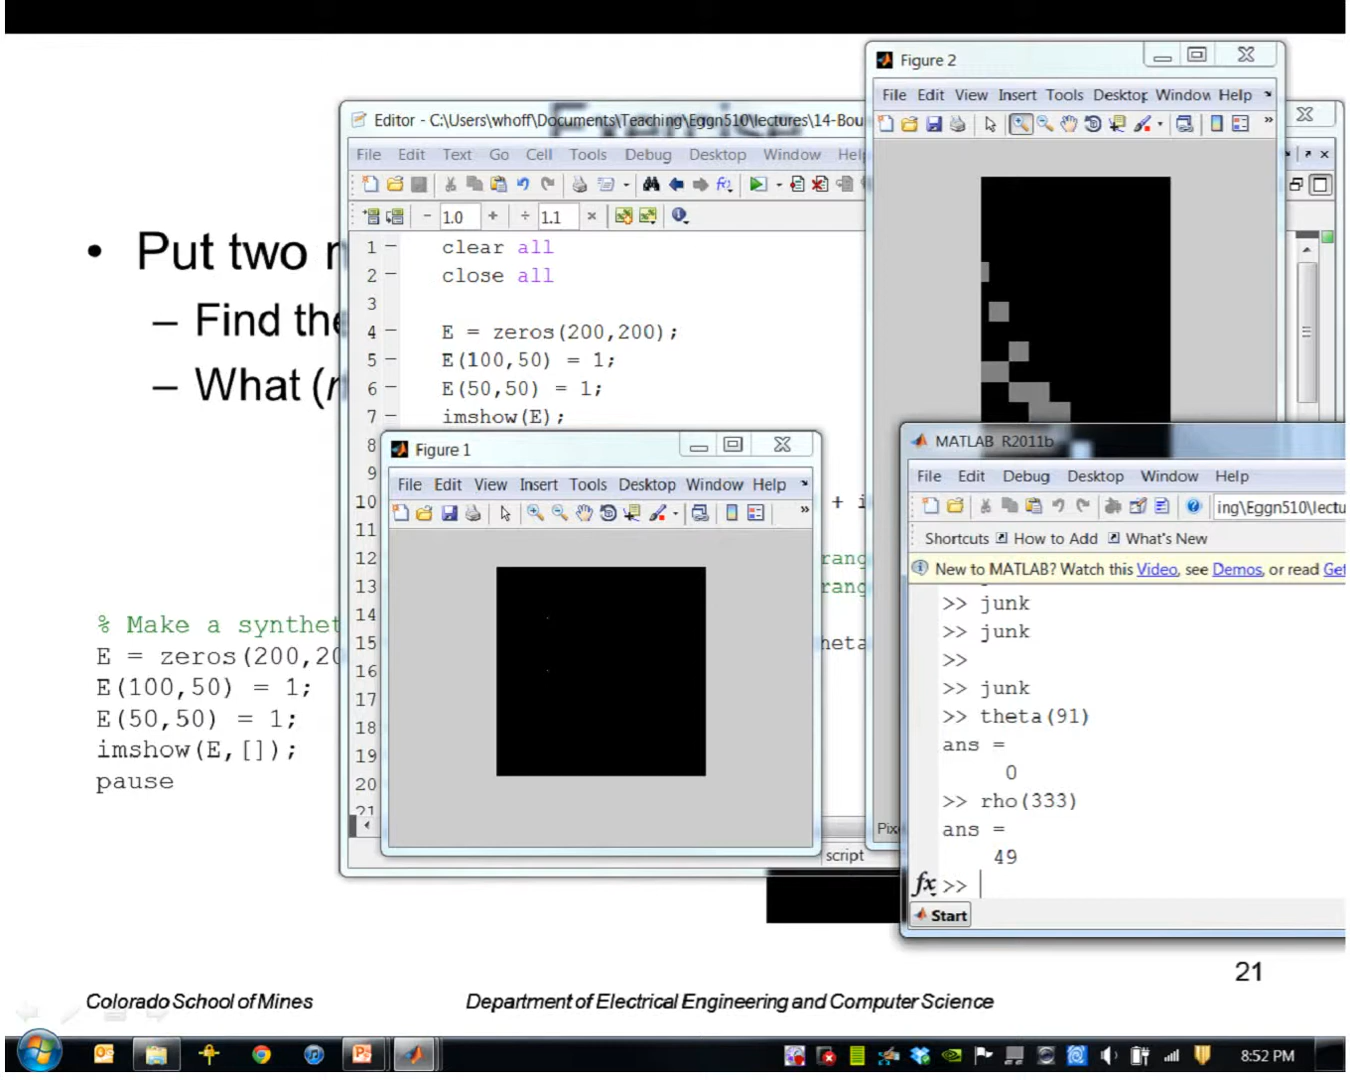 Exercise
• Put two
– Find the
– What (
% Make a synthet
E = zeros(200,20
E(100,50) = 1;
E(50,50) = 1;
imshow(E,[]);
pause
Editor - C:\Users\whoff\Documents\Teaching\Eggn510\lectures\14-Bou
File Edit Text Go Cell Tools Debug Desktop Window Help
1.0 1.1
1 clear all
2 close all
3
4 E = zeros(200,200);
5 E(100,50) = 1;
6 E(50,50) = 1;
7 imshow(E);
8
9
10 + i
11
12 rang
13 rang
14
15 heta
16
17
18
19
20
21
script
Figure 1
File Edit View Insert Tools Desktop Window Help
Figure 2
File Edit View Insert Tools Desktop Window Help
MATLAB R2011b
File Edit Debug Desktop Window Help
ing\Eggn510\lectu
Shortcuts How to Add What's New
New to MATLAB? Watch this Video, see Demos, or read Get
>> junk
>> junk
>>
>> junk
>> theta(91)
ans =
0
>> rho(333)
ans =
49
fx >>
Start
21
Colorado School of Mines Department of Electrical Engineering and Computer Science
8:52 PM